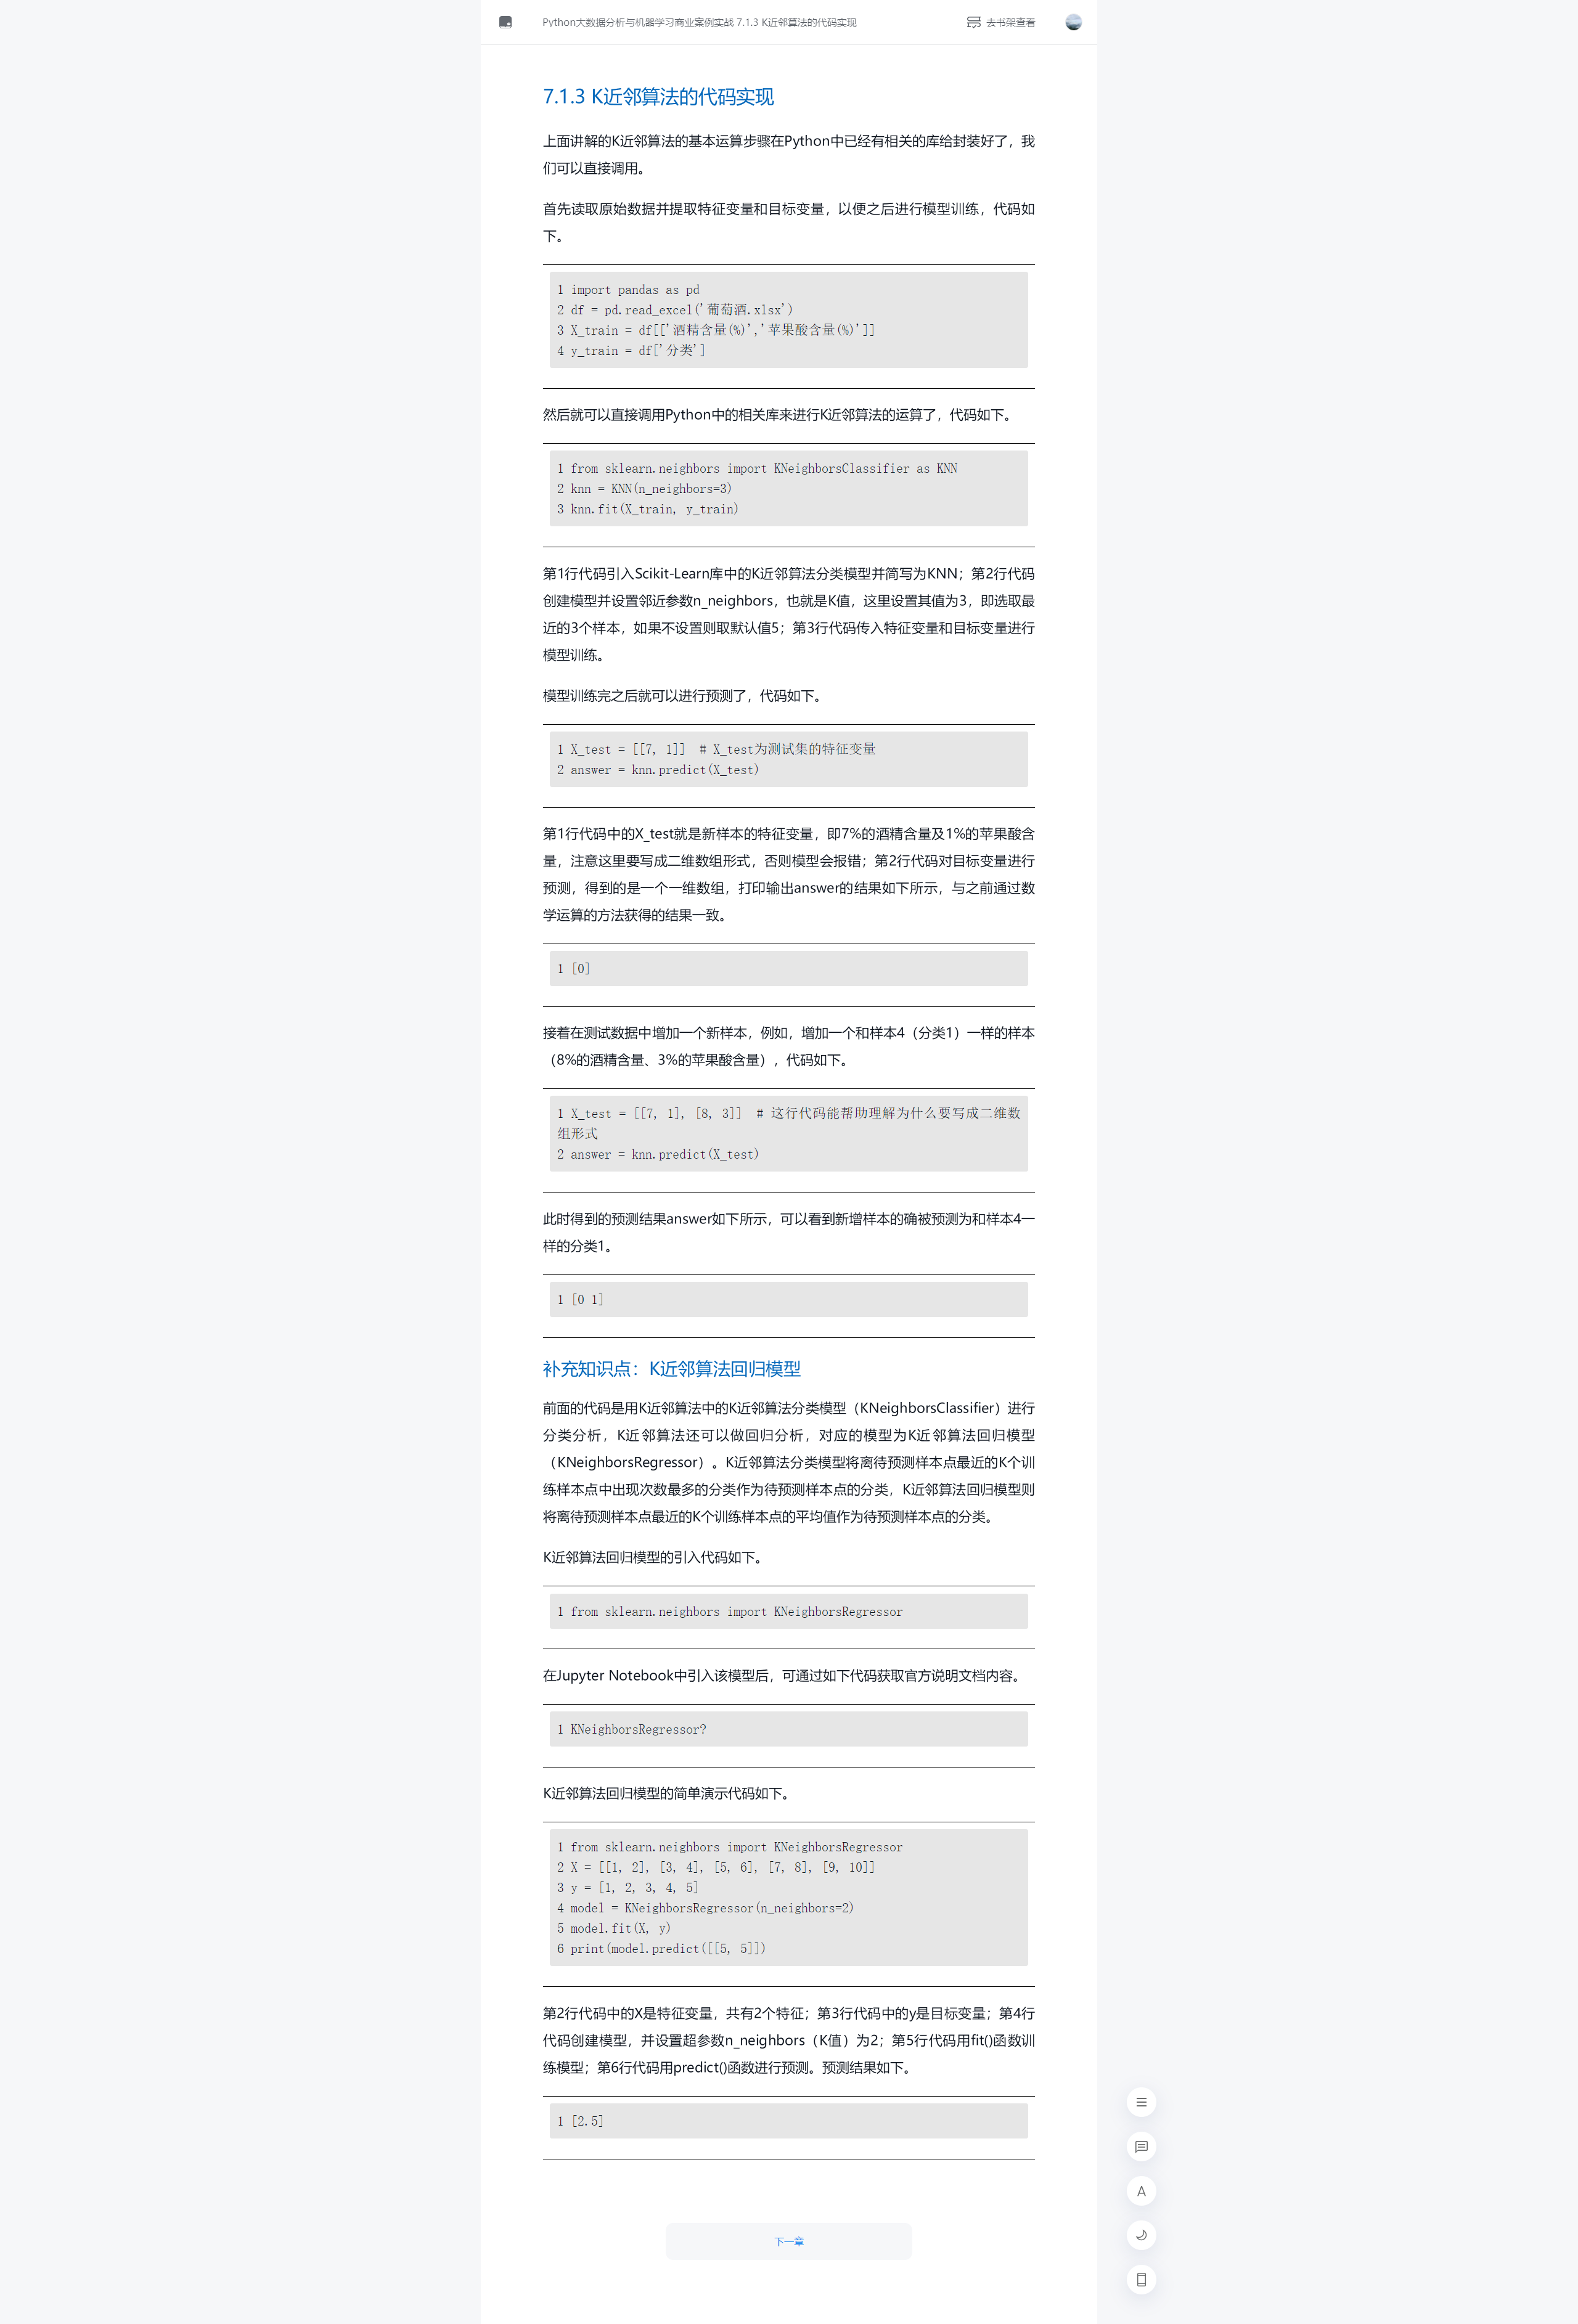 Python大数据分析与机器学习商业案例实战 7.1.3 K近邻算法的代码实现
去书架查看
7.1.3 K近邻算法的代码实现
上面讲解的K近邻算法的基本运算步骤在Python中已经有相关的库给封装好了，我
们可以直接调用。
首先读取原始数据并提取特征变量和目标变量，以便之后进行模型训练，代码如
下。
1 import pandas as pd
2 df = pd.read_excel('葡萄酒.xlsx')
3 X_train = df[['酒精含量(%)','苹果酸含量(%)']]
4 y_train = df['分类']
然后就可以直接调用Python中的相关库来进行K近邻算法的运算了，代码如下。
1 from sklearn.neighbors import KNeighborsClassifier as KNN
2 knn = KNN(n_neighbors=3)
3 knn.fit(X_train, y_train)
第1行代码引入Scikit-Learn库中的K近邻算法分类模型并简写为KNN；第2行代码
创建模型并设置邻近参数n_neighbors，也就是K值，这里设置其值为3，即选取最
近的3个样本，如果不设置则取默认值5；第3行代码传入特征变量和目标变量进行
模型训练。
模型训练完之后就可以进行预测了，代码如下。
1 X_test = [[7, 1]]  # X_test为测试集的特征变量
2 answer = knn.predict(X_test)
第1行代码中的X_test就是新样本的特征变量，即7%的酒精含量及1%的苹果酸含
量，注意这里要写成二维数组形式，否则模型会报错；第2行代码对目标变量进行
预测，得到的是一个一维数组，打印输出answer的结果如下所示，与之前通过数
学运算的方法获得的结果一致。
1 [0]
接着在测试数据中增加一个新样本，例如，增加一个和样本4（分类1）一样的样本
（8%的酒精含量、3%的苹果酸含量），代码如下。
1 X_test = [[7, 1], [8, 3]]  # 这行代码能帮助理解为什么要写成二维数
组形式
2 answer = knn.predict(X_test)
此时得到的预测结果answer如下所示，可以看到新增样本的确被预测为和样本4一
样的分类1。
1 [0 1]
补充知识点：K近邻算法回归模型
前面的代码是用K近邻算法中的K近邻算法分类模型（KNeighborsClassifier）进行
分类分析，K近邻算法还可以做回归分析，对应的模型为K近邻算法回归模型
（KNeighborsRegressor）。K近邻算法分类模型将离待预测样本点最近的K个训
练样本点中出现次数最多的分类作为待预测样本点的分类，K近邻算法回归模型则
将离待预测样本点最近的K个训练样本点的平均值作为待预测样本点的分类。
K近邻算法回归模型的引入代码如下。
1 from sklearn.neighbors import KNeighborsRegressor
在Jupyter Notebook中引入该模型后，可通过如下代码获取官方说明文档内容。
1 KNeighborsRegressor?
K近邻算法回归模型的简单演示代码如下。
1 from sklearn.neighbors import KNeighborsRegressor
2 X = [[1, 2], [3, 4], [5, 6], [7, 8], [9, 10]]
3 y = [1, 2, 3, 4, 5]
4 model = KNeighborsRegressor(n_neighbors=2)
5 model.fit(X, y)
6 print(model.predict([[5, 5]])
第2行代码中的X是特征变量，共有2个特征；第3行代码中的y是目标变量；第4行
代码创建模型，并设置超参数n_neighbors（K值）为2；第5行代码用fit()函数训
练模型；第6行代码用predict()函数进行预测。预测结果如下。
1 [2.5]
A
下一章